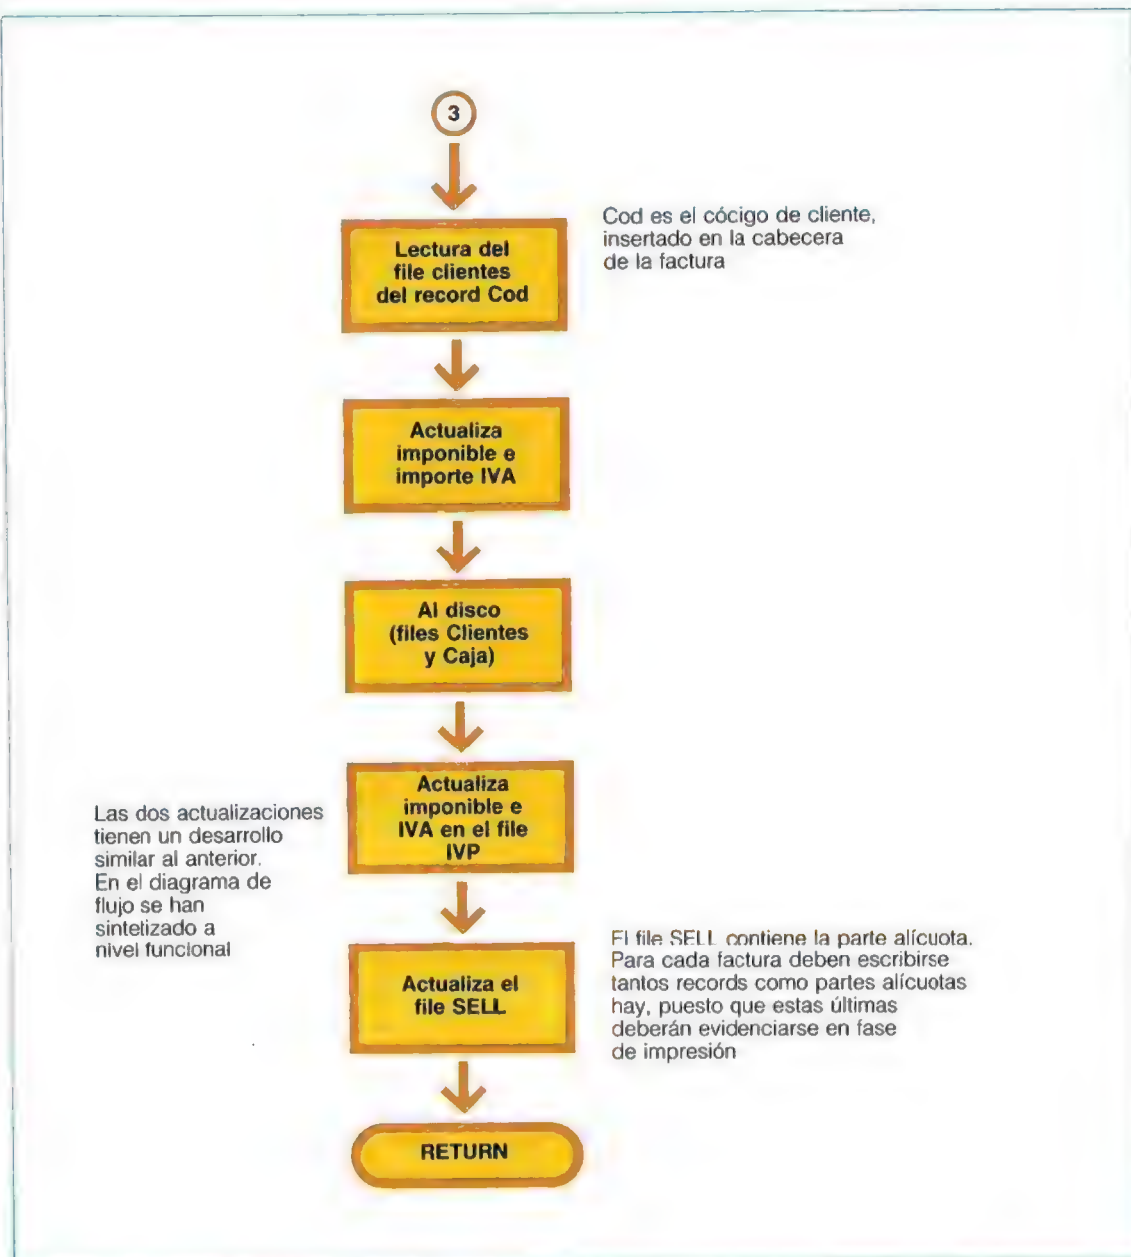 3
Lectura del
file clientes
del record Cod
Cod es el cócigo de cliente,
insertado en la cabecera
de la factura
Actualiza
imponible e
importe IVA
Al disco
(files Clientes
y Caja)
Actualiza
imponible e
IVA en el file
IVP
Las dos actualizaciones
tienen un desarrollo
similar al anterior.
En el diagrama de
flujo se han
sintetizado a
nivel funcional
Actualiza el
file SELL
El file SELL contiene la parte alícuota.
Para cada factura deben escribirse
tantos records como partes alícuotas
hay, puesto que estas últimas
deberán evidenciarse en fase
de impresión
RETURN